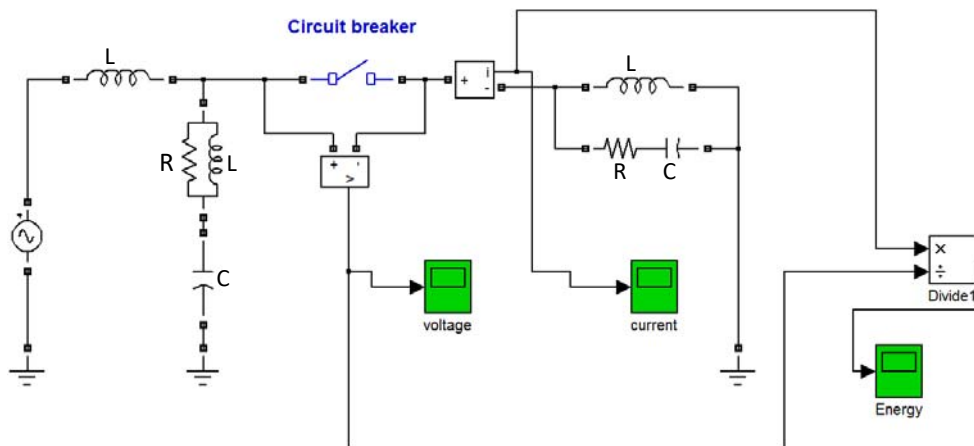 Circuit breaker
L
L
i
+
-
R
L
+
-
v
R
C
C
×
÷
Divide1
voltage
current
Energy